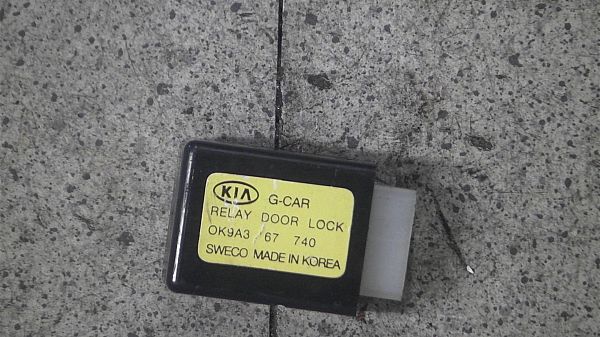 KIA G-CAR
RELAY DOOR LOCK
OK9A3 67 740
SWECO MADE IN KOREA